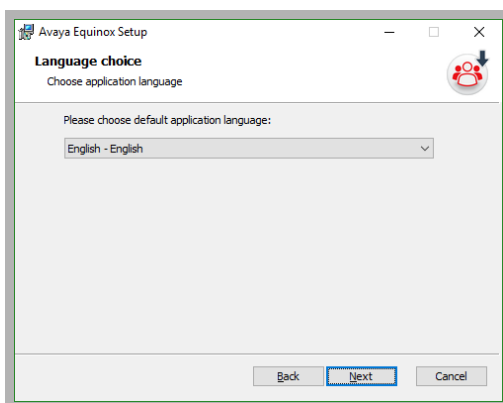 Avaya Equinox Setup
Language choice
Choose application language
Please choose default application language:
English - English
Back Next Cancel